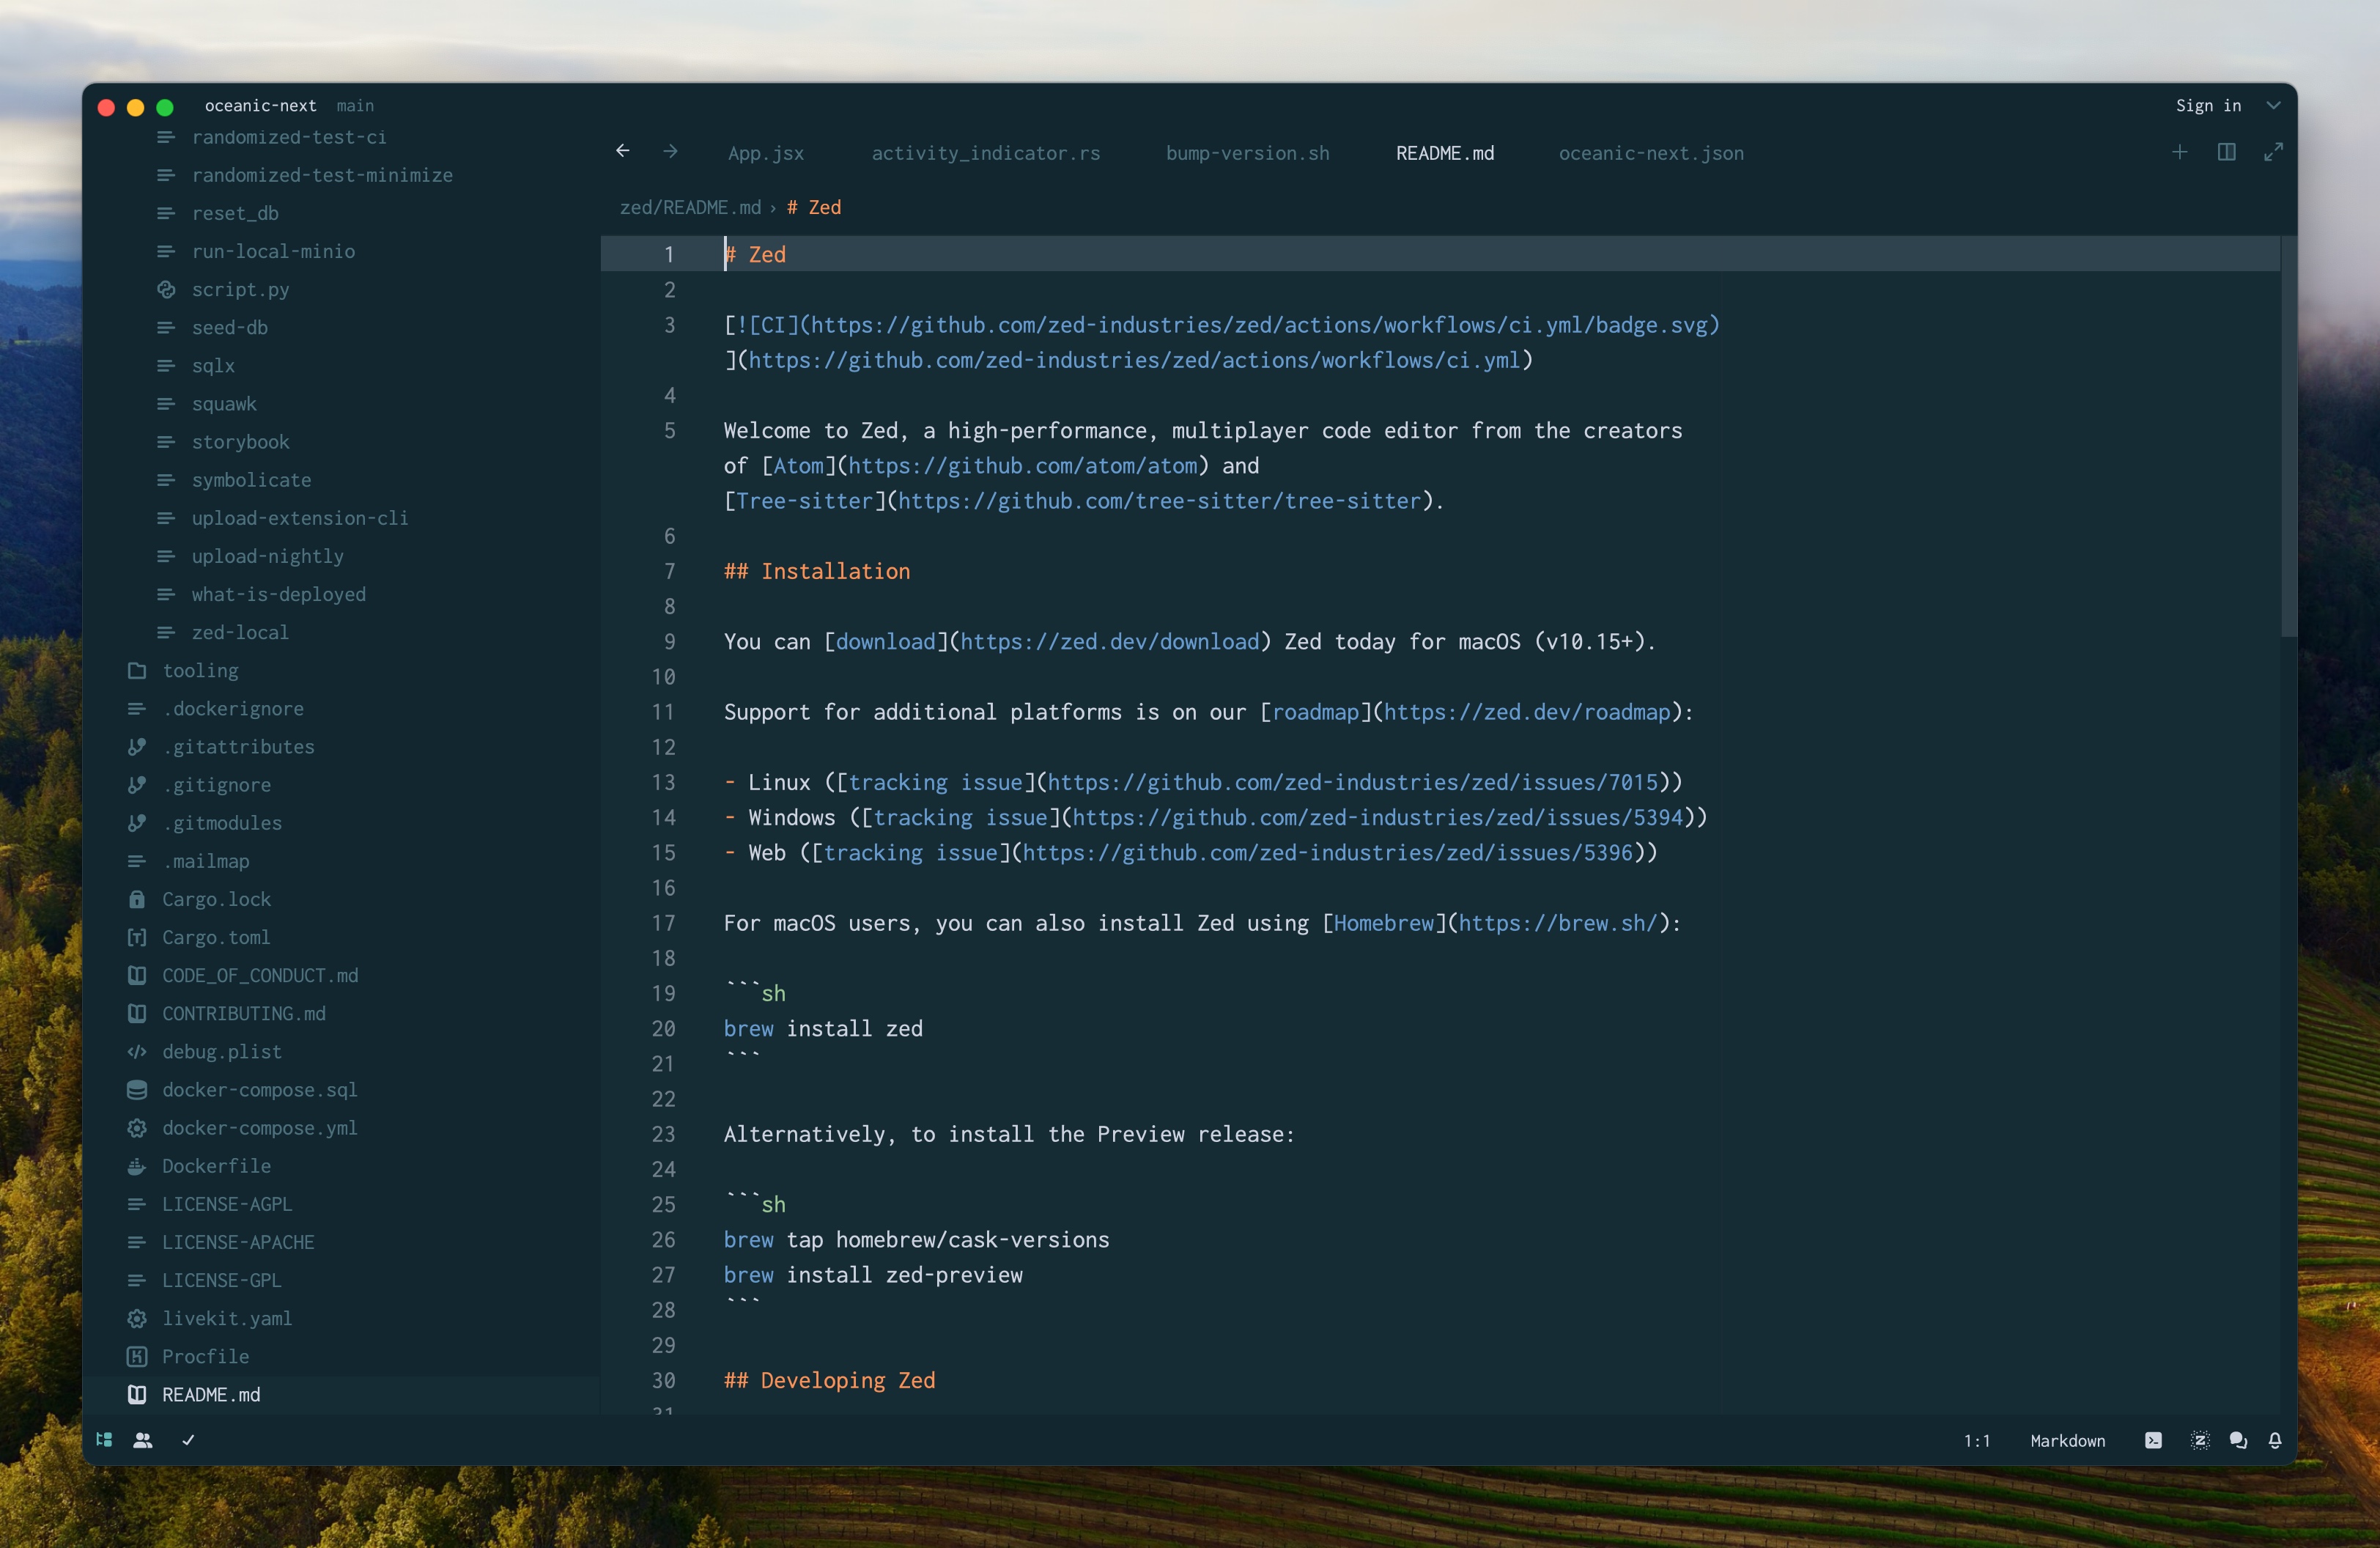 oceanic-next main
Sign in
randomized-test-ci
randomized-test-minimize
reset_db
run-local-minio
script.py
seed-db
sqlx
squawk
storybook
symbolicate
upload-extension-cli
upload-nightly
what-is-deployed
zed-local
tooling
.dockerignore
.gitattributes
.gitignore
.gitmodules
.mailmap
Cargo.lock
Cargo.toml
CODE_OF_CONDUCT.md
CONTRIBUTING.md
debug.plist
docker-compose.sql
docker-compose.yml
Dockerfile
LICENSE-AGPL
LICENSE-APACHE
LICENSE-GPL
livekit.yaml
Procfile
README.md
App.jsx activity_indicator.rs bump-version.sh README.md oceanic-next.json
zed/README.md › # Zed
1 # Zed
2
3 [![CI](https://github.com/zed-industries/zed/actions/workflows/ci.yml/badge.svg)
](https://github.com/zed-industries/zed/actions/workflows/ci.yml)
4
5 Welcome to Zed, a high-performance, multiplayer code editor from the creators
of [Atom](https://github.com/atom/atom) and
[Tree-sitter](https://github.com/tree-sitter/tree-sitter).
6
7 ## Installation
8
9 You can [download](https://zed.dev/download) Zed today for macOS (v10.15+).
10
11 Support for additional platforms is on our [roadmap](https://zed.dev/roadmap):
12
13 - Linux ([tracking issue](https://github.com/zed-industries/zed/issues/7015))
14 - Windows ([tracking issue](https://github.com/zed-industries/zed/issues/5394))
15 - Web ([tracking issue](https://github.com/zed-industries/zed/issues/5396))
16
17 For macOS users, you can also install Zed using [Homebrew](https://brew.sh/):
18
19 ```sh
20 brew install zed
21 ```
22
23 Alternatively, to install the Preview release:
24
25 ```sh
26 brew tap homebrew/cask-versions
27 brew install zed-preview
28 ```
29
30 ## Developing Zed
31
1:1 Markdown